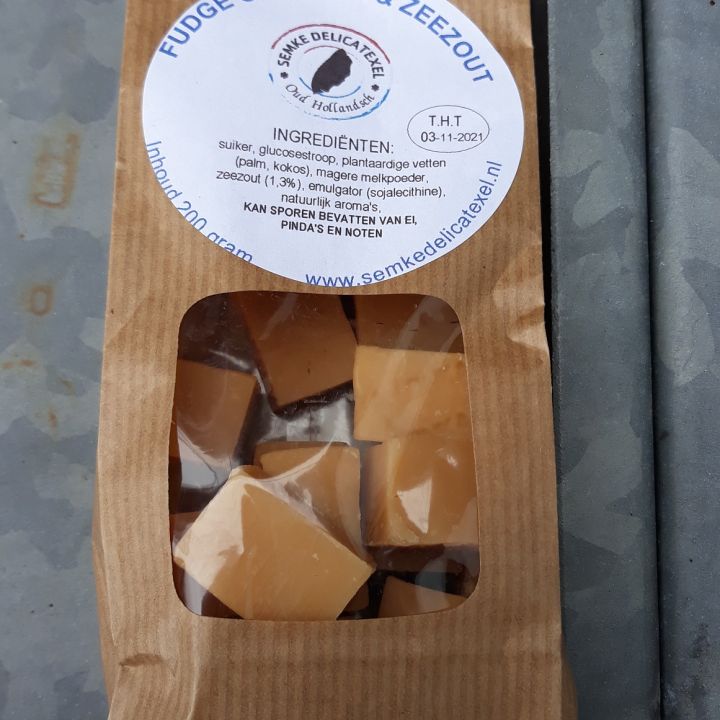 FUDGE
& ZEEZOUT
SEMKE DELICATEXEL
Oud Hollandsch
T.H.T
03-11-2021
INGREDIËNTEN:
suiker, glucosestroop, plantaardige vetten
(palm, kokos), magere melkpoeder,
zeezout (1,3%), emulgator (sojalecithine),
natuurlijk aroma's,
KAN SPOREN BEVATTEN VAN EI,
PINDA'S EN NOTEN
Inhoud 200 gram
www.semkedelicatexel.nl